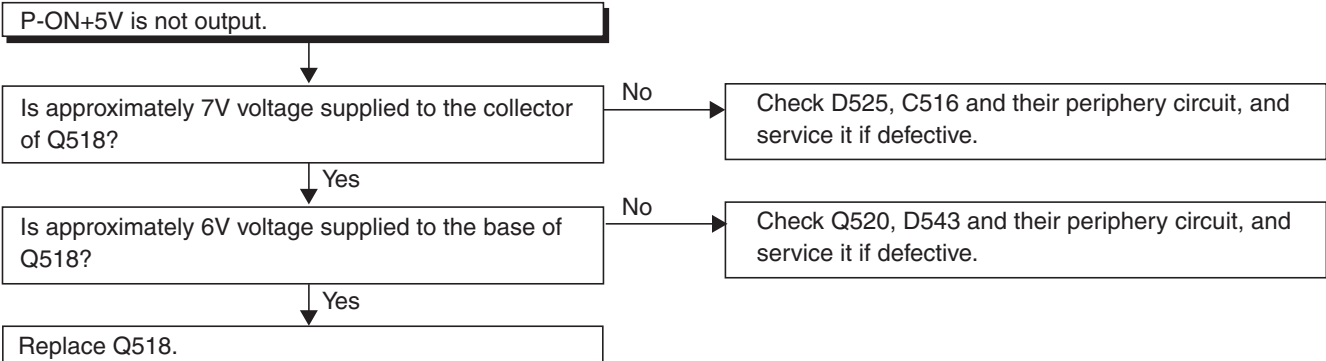 P-ON+5V is not output.
Is approximately 7V voltage supplied to the collector
of Q518?
No
Check D525, C516 and their periphery circuit, and
service it if defective.
Yes
Is approximately 6V voltage supplied to the base of
Q518?
No
Check Q520, D543 and their periphery circuit, and
service it if defective.
Yes
Replace Q518.